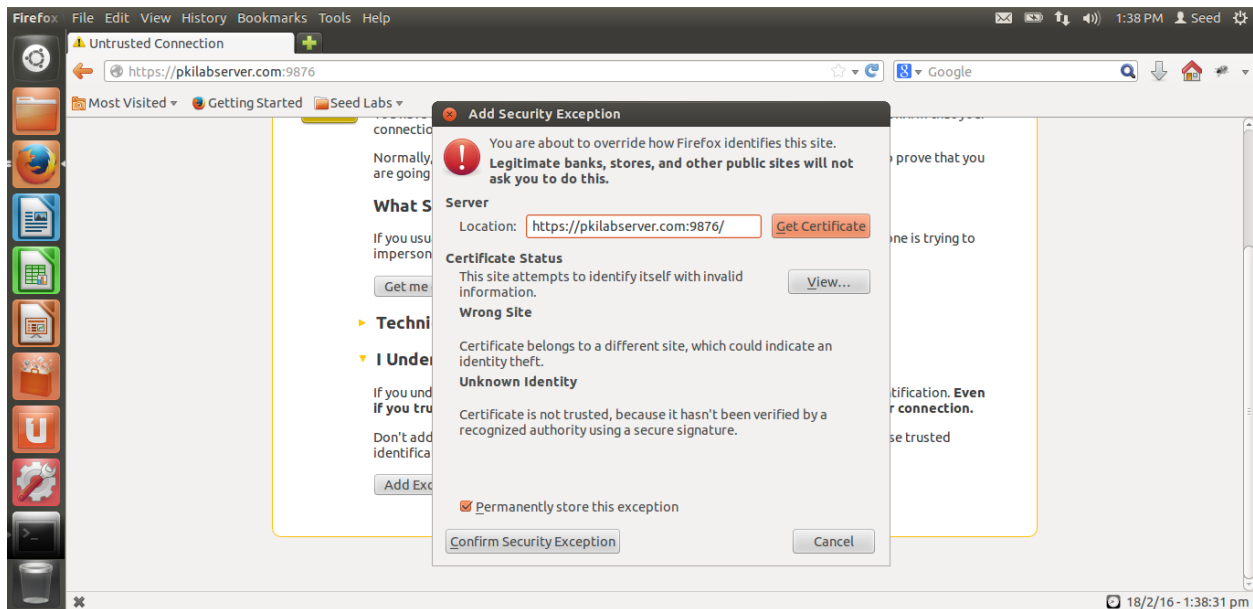 Firefox File Edit View History Bookmarks Tools Help 1:38 PM Seed
Untrusted Connection
https://pkilabserver.com:9876 Google
Most Visited Getting Started Seed Labs
Add Security Exception
You are about to override how Firefox identifies this site.
Legitimate banks, stores, and other public sites will not
ask you to do this.
Server
Location: https://pkilabserver.com:9876/ Get Certificate
Certificate Status
This site attempts to identify itself with invalid
information.
View...
Wrong Site
Certificate belongs to a different site, which could indicate an
identity theft.
Unknown Identity
Certificate is not trusted, because it hasn't been verified by a
recognized authority using a secure signature.
Permanently store this exception
Confirm Security Exception Cancel
connectio
Normally, prove that you
are going
What S
If you usu one is trying to
imperson
Get me
Techni
I Under
If you und tification. Even
if you tru r connection.
Don't add se trusted
identifica
Add Exc
18/2/16 - 1:38:31 pm